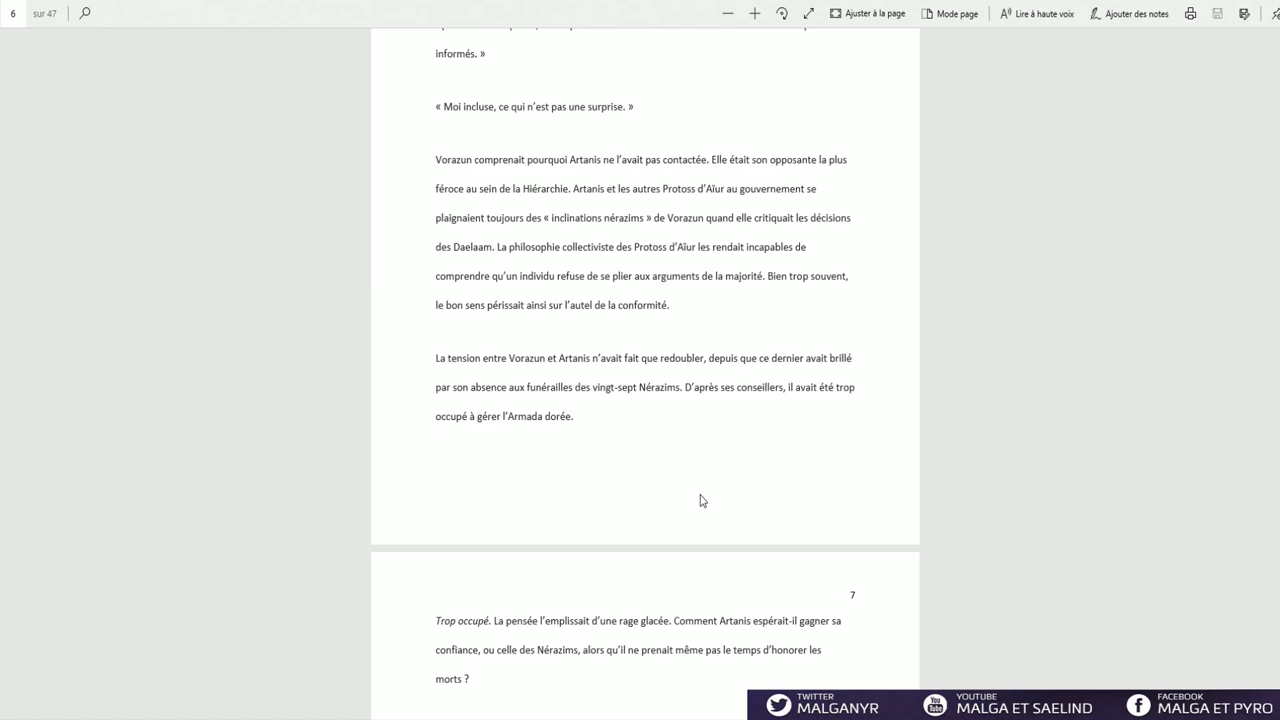 6 sur 47 Ajuster à la page Mode page Lire à haute voix Ajouter des notes
informés. »
« Moi incluse, ce qui n'est pas une surprise. »
Vorazun comprenait pourquoi Artanis ne l'avait pas contactée. Elle était son opposante la plus
féroce au sein de la Hiérarchie. Artanis et les autres Protoss d'Aïur au gouvernement se
plaignaient toujours des « inclinations nérazims » de Vorazun quand elle critiquait les décisions
des Daelaam. La philosophie collectiviste des Protoss d'Aïur les rendait incapables de
comprendre qu'un individu refuse de se plier aux arguments de la majorité. Bien trop souvent,
le bon sens périssait ainsi sur l'autel de la conformité.
La tension entre Vorazun et Artanis n'avait fait que redoubler, depuis que ce dernier avait brillé
par son absence aux funérailles des vingt-sept Nérazims. D'après ses conseillers, il avait été trop
occupé à gérer l'Armada dorée.
7
Trop occupé. La pensée l'emplissait d'une rage glacée. Comment Artanis espérait-il gagner sa
confiance, ou celle des Nérazims, alors qu'il ne prenait même pas le temps d'honorer les
morts ?
TWITTER
MALGANYR
YOUTUBE
MALGA ET SAELIND
FACEBOOK
MALGA ET PYRO